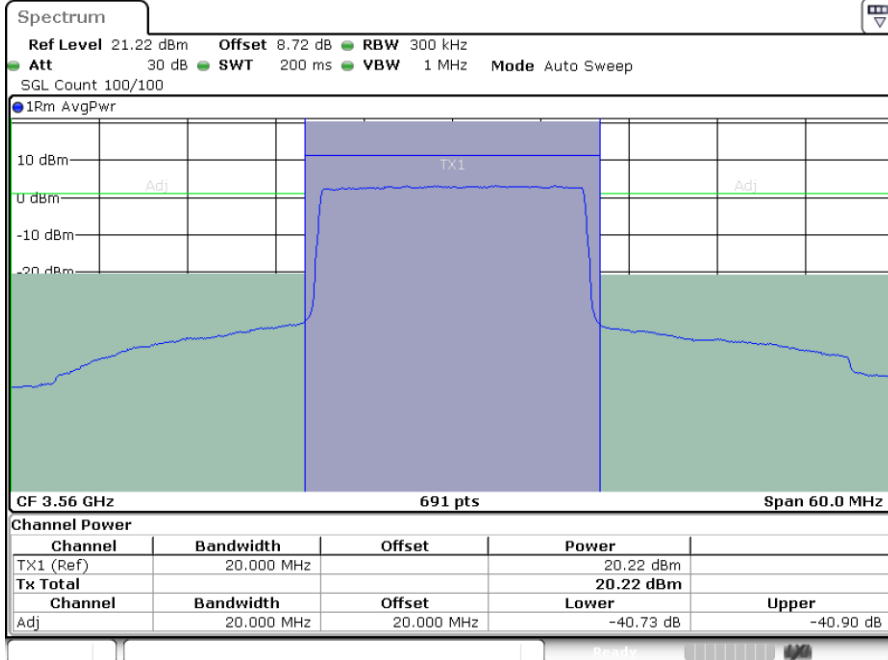 Spectrum
Ref Level 21.22 dBm Offset 8.72 dB RBW 300 kHz
Att 30 dB SWT 200 ms VBW 1 MHz Mode Auto Sweep
SGL Count 100/100
1Rm AvgPwr
10 dBm
TX1
Adj Adj
0 dBm
-10 dBm
-20 dBm
CF 3.56 GHz 691 pts Span 60.0 MHz
Channel Power
Channel Bandwidth Offset Power
TX1 (Ref) 20.000 MHz 20.22 dBm
Tx Total 20.22 dBm
Channel Bandwidth Offset Lower Upper
Adj 20.000 MHz 20.000 MHz -40.73 dB -40.90 dB
Ready